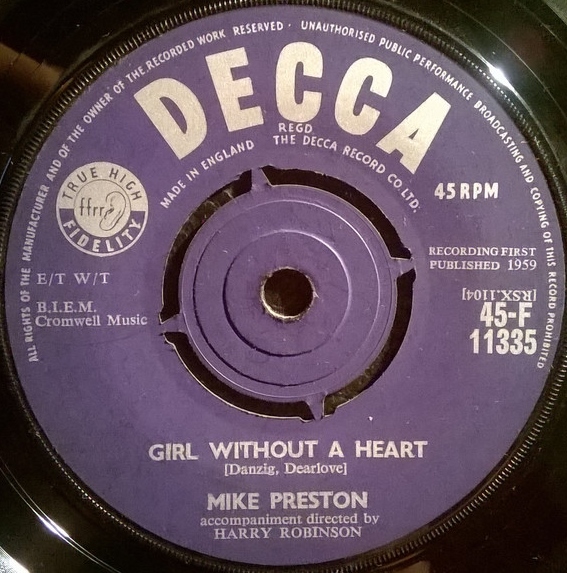 ALL RIGHTS OF THE MANUFACTURER AND OF THE OWNER OF THE RECORDED WORK RESERVED · UNAUTHORISED PUBLIC PERFORMANCE BROADCASTING AND COPYING OF THIS RECORD PROHIBITED
DECCA
REGD
MADE IN ENGLAND THE DECCA RECORD CO. LTD.
TRUE HIGH
ffrr
FIDELITY
45 RPM
E/T W/T
B.I.E.M.
Cromwell Music
RECORDING FIRST
PUBLISHED 1959
[RSX.1104]
45-F
11335
GIRL WITHOUT A HEART
[Danzig, Dearlove]
MIKE PRESTON
accompaniment directed by
HARRY ROBINSON